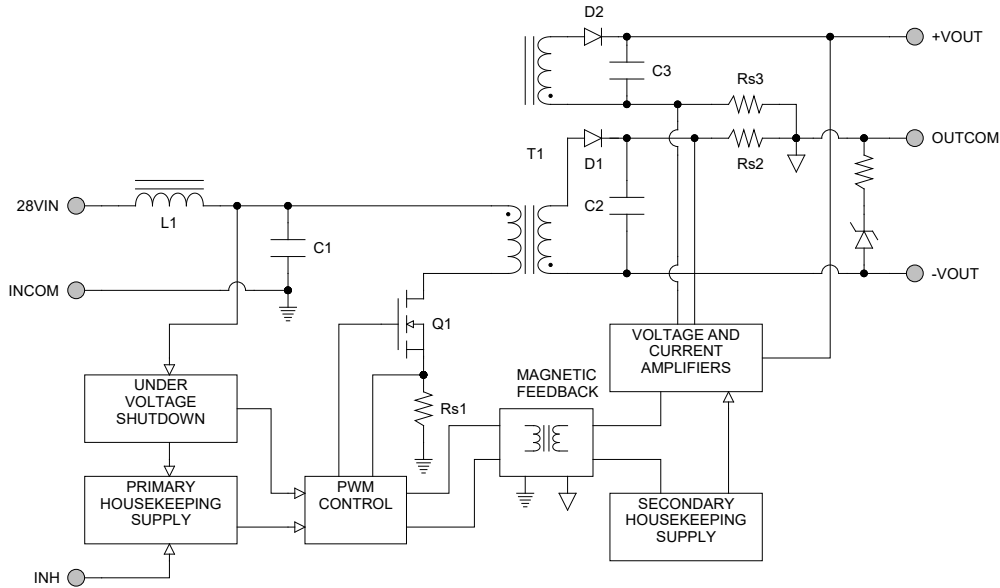 D2
+VOUT
C3
Rs3
OUTCOM
T1
D1
Rs2
28VIN
L1
C2
C1
INCOM
-VOUT
Q1
VOLTAGE AND
CURRENT
AMPLIFIERS
MAGNETIC
FEEDBACK
UNDER
VOLTAGE
SHUTDOWN
Rs1
PRIMARY
HOUSEKEEPING
SUPPLY
PWM
CONTROL
SECONDARY
HOUSEKEEPING
SUPPLY
INH